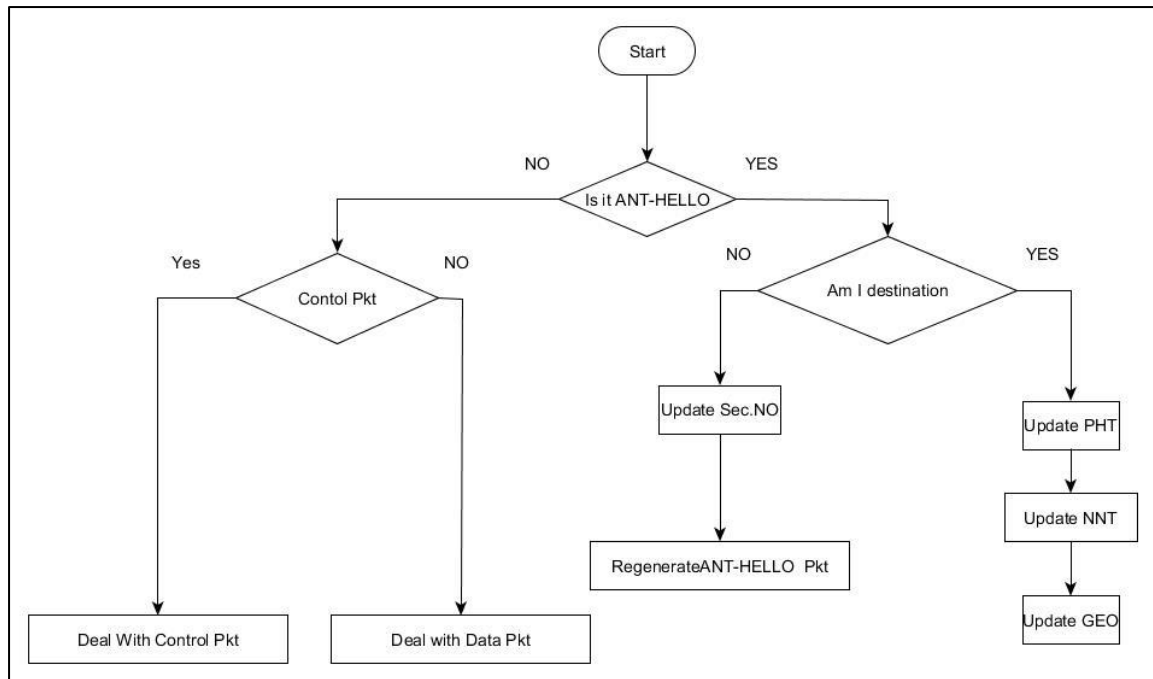 Start
NO
YES
Is it ANT-HELLO
Yes
NO
NO
YES
Contol Pkt
Am I destination
Update Sec.NO
Update PHT
Update NNT
RegenerateANT-HELLO Pkt
Update GEO
Deal With Control Pkt
Deal with Data Pkt